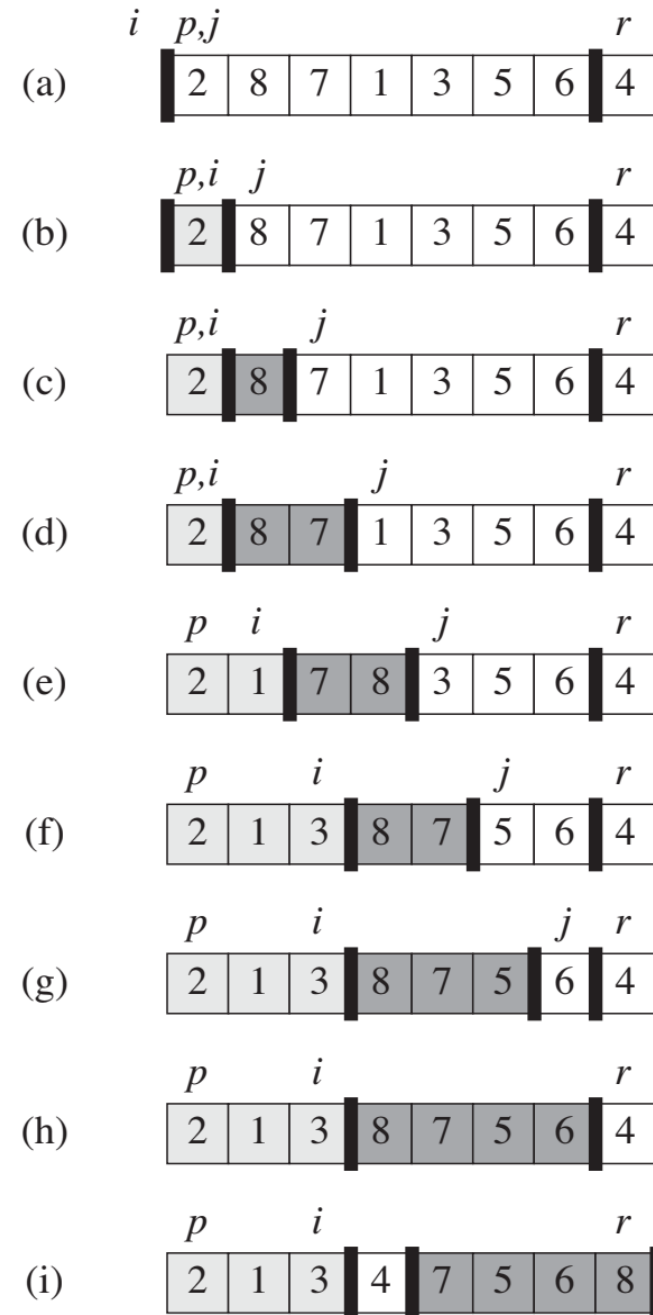 i p,j r
(a) 2 8 7 1 3 5 6 4
p,i j r
(b) 2 8 7 1 3 5 6 4
p,i j r
(c) 2 8 7 1 3 5 6 4
p,i j r
(d) 2 8 7 1 3 5 6 4
p i j r
(e) 2 1 7 8 3 5 6 4
p i j r
(f) 2 1 3 8 7 5 6 4
p i j r
(g) 2 1 3 8 7 5 6 4
p i r
(h) 2 1 3 8 7 5 6 4
p i r
(i) 2 1 3 4 7 5 6 8